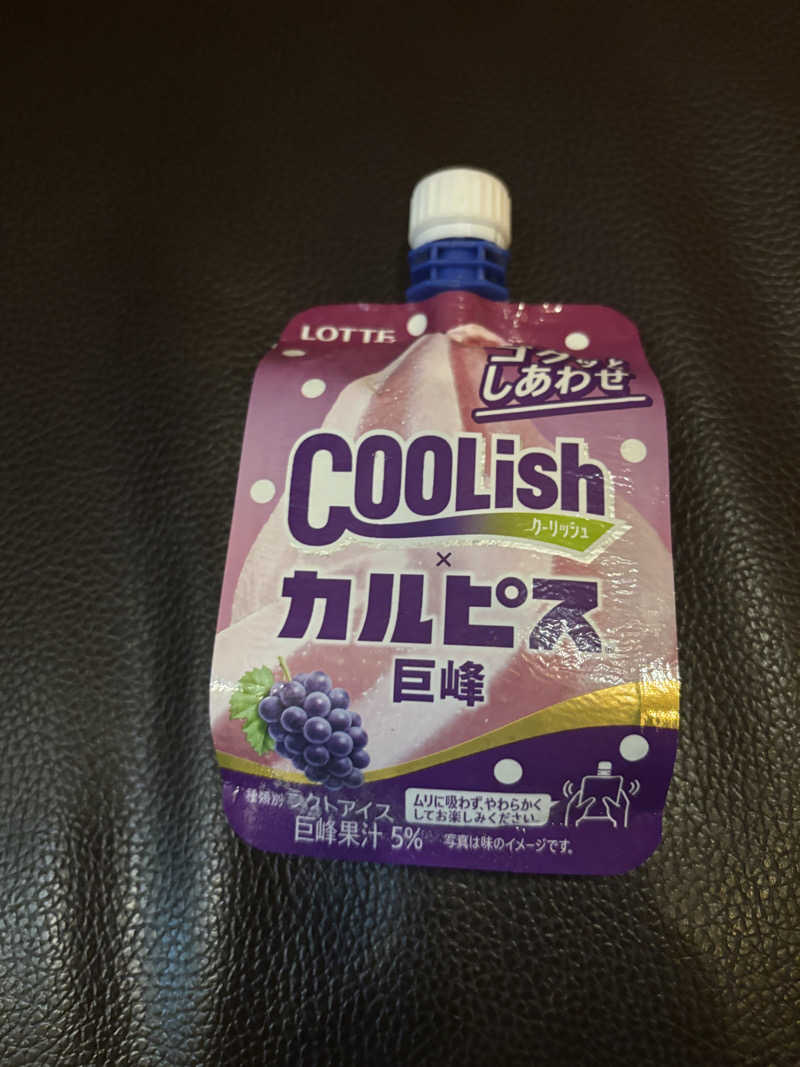 LOTTE
ゴクッと
しあわせ
COOLish
クーリッシュ
×
カルピス
巨峰
種類別 ラクトアイス
巨峰果汁 5%
ムリに吸わず、やわらかく
してお楽しみください。
写真は味のイメージです。